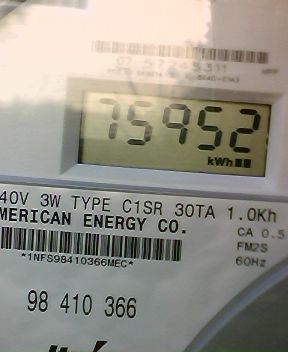 75952
kWh
40V 3W TYPE C1SR 30TA 1.0Kh
MERICAN ENERGY CO.
CA 0.5
FM2S
*1NFS98410366MEC*
60Hz
98 410 366